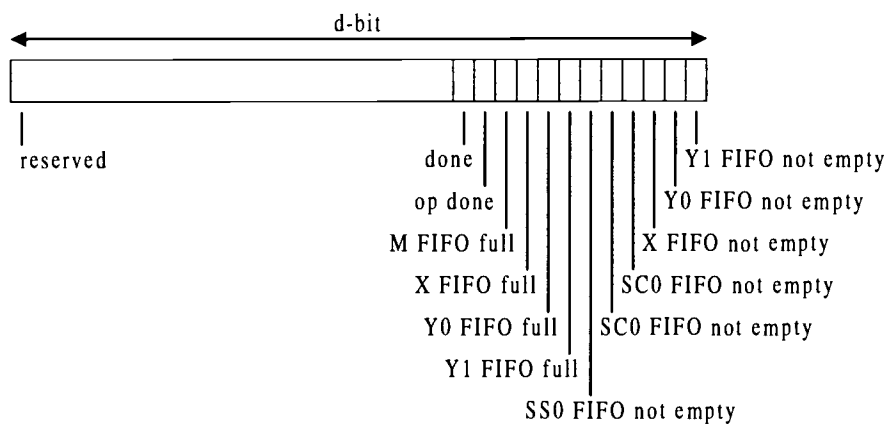 d-bit
reserved
done
Y1 FIFO not empty
op done
Y0 FIFO not empty
M FIFO full
X FIFO not empty
X FIFO full
SC0 FIFO not empty
Y0 FIFO full
SC0 FIFO not empty
Y1 FIFO full
SS0 FIFO not empty